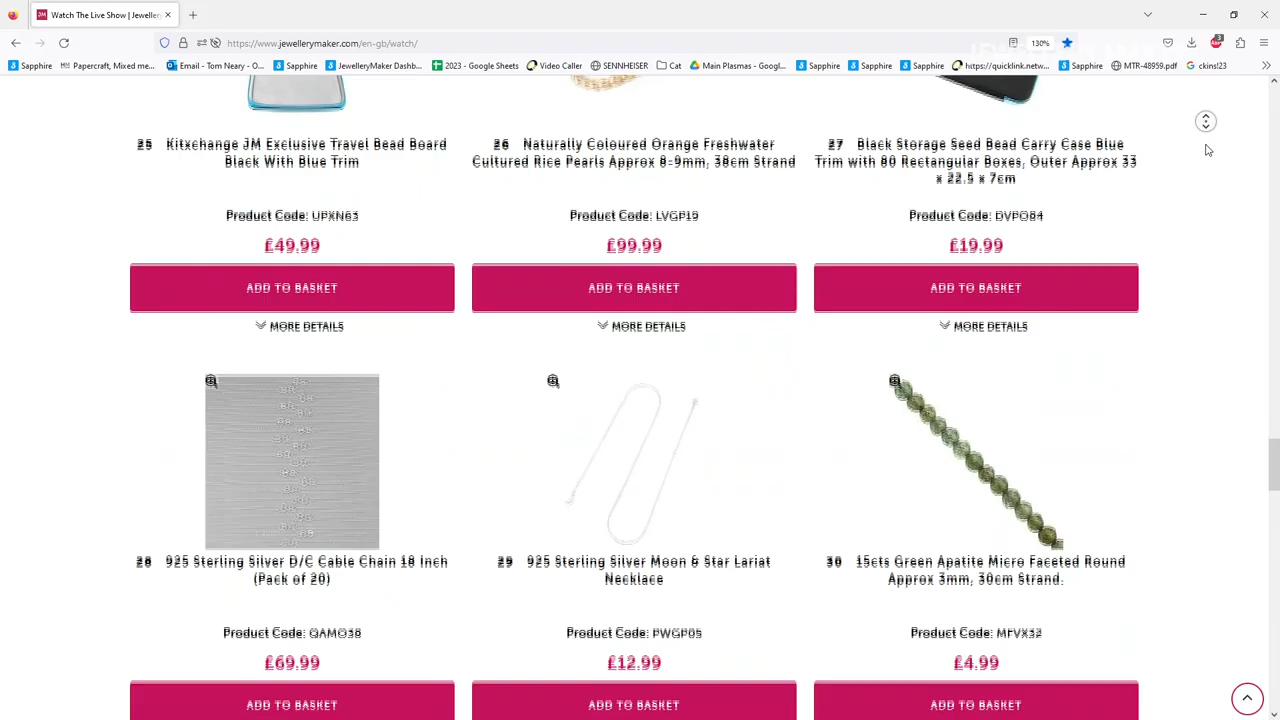 Watch The Live Show | Jeweller
https://www.jewellerymaker.com/en_gb/watch/
130%
3
Sapphire
Papercraft, Mixed me...
Email - Tom Neary - O...
Sapphire
JewelleryMaker Dashb...
2023 - Google Sheets
Video Caller
SENNHEISER
Cat
Main Plasmas - Googl...
Sapphire
Sapphire
Sapphire
https://quicklink.netw...
Sapphire
MTR-48959.pdf
ckins!23
25 Kitxchange JM Exclusive Travel Bead Board
Black With Blue Trim
Product Code: UPXN63
£49.99
ADD TO BASKET
MORE DETAILS
26 Naturally Coloured Orange Freshwater
Cultured Rice Pearls Approx 8-9mm, 38cm Strand
Product Code: LVGP19
£99.99
ADD TO BASKET
MORE DETAILS
27 Black Storage Seed Bead Carry Case Blue
Trim with 80 Rectangular Boxes, Outer Approx 33
x 22.5 x 7cm
Product Code: DVPO84
£19.99
ADD TO BASKET
MORE DETAILS
28 925 Sterling Silver D/C Cable Chain 18 Inch
(Pack of 20)
Product Code: QAMO38
£69.99
ADD TO BASKET
29 925 Sterling Silver Moon & Star Lariat
Necklace
Product Code: PWGP05
£12.99
ADD TO BASKET
30 15cts Green Apatite Micro Faceted Round
Approx 3mm, 30cm Strand.
Product Code: MFVX32
£4.99
ADD TO BASKET